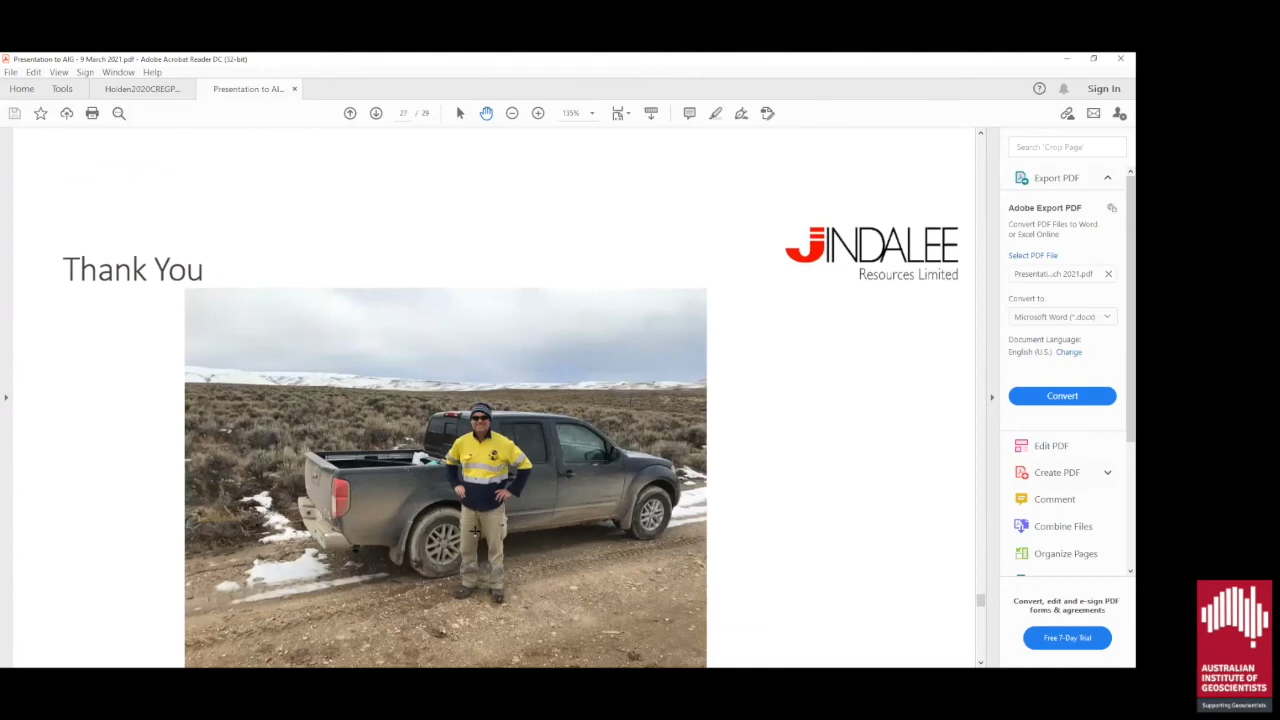 Presentation to AIG - 9 March 2021.pdf - Adobe Acrobat Reader DC (32-bit)
File Edit View Sign Window Help
Home Tools Holden2020CREGP... Presentation to AI... × Sign In
27 / 29 135%
Search 'Crop Page'
Export PDF
Adobe Export PDF
Convert PDF Files to Word
or Excel Online
Select PDF File
Presentati...ch 2021.pdf
Convert to
Microsoft Word (*.docx)
Document Language:
English (U.S.) Change
Convert
Edit PDF
Create PDF
Comment
Combine Files
Organize Pages
Convert, edit and e-sign PDF
forms & agreements
Free 7-Day Trial
JINDALEE
Resources Limited
Thank You
AUSTRALIAN
INSTITUTE OF
GEOSCIENTISTS
Supporting Geoscientists